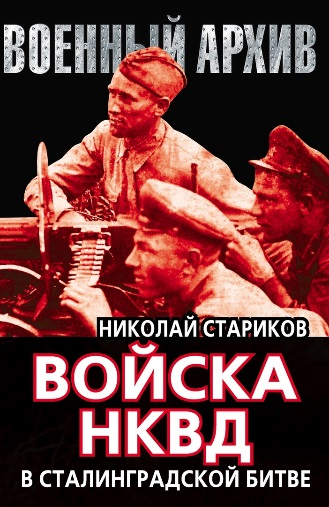 ВОЕННЫЙ АРХИВ
НИКОЛАЙ СТАРИКОВ
ВОЙСКА
НКВД
В СТАЛИНГРАДСКОЙ БИТВЕ